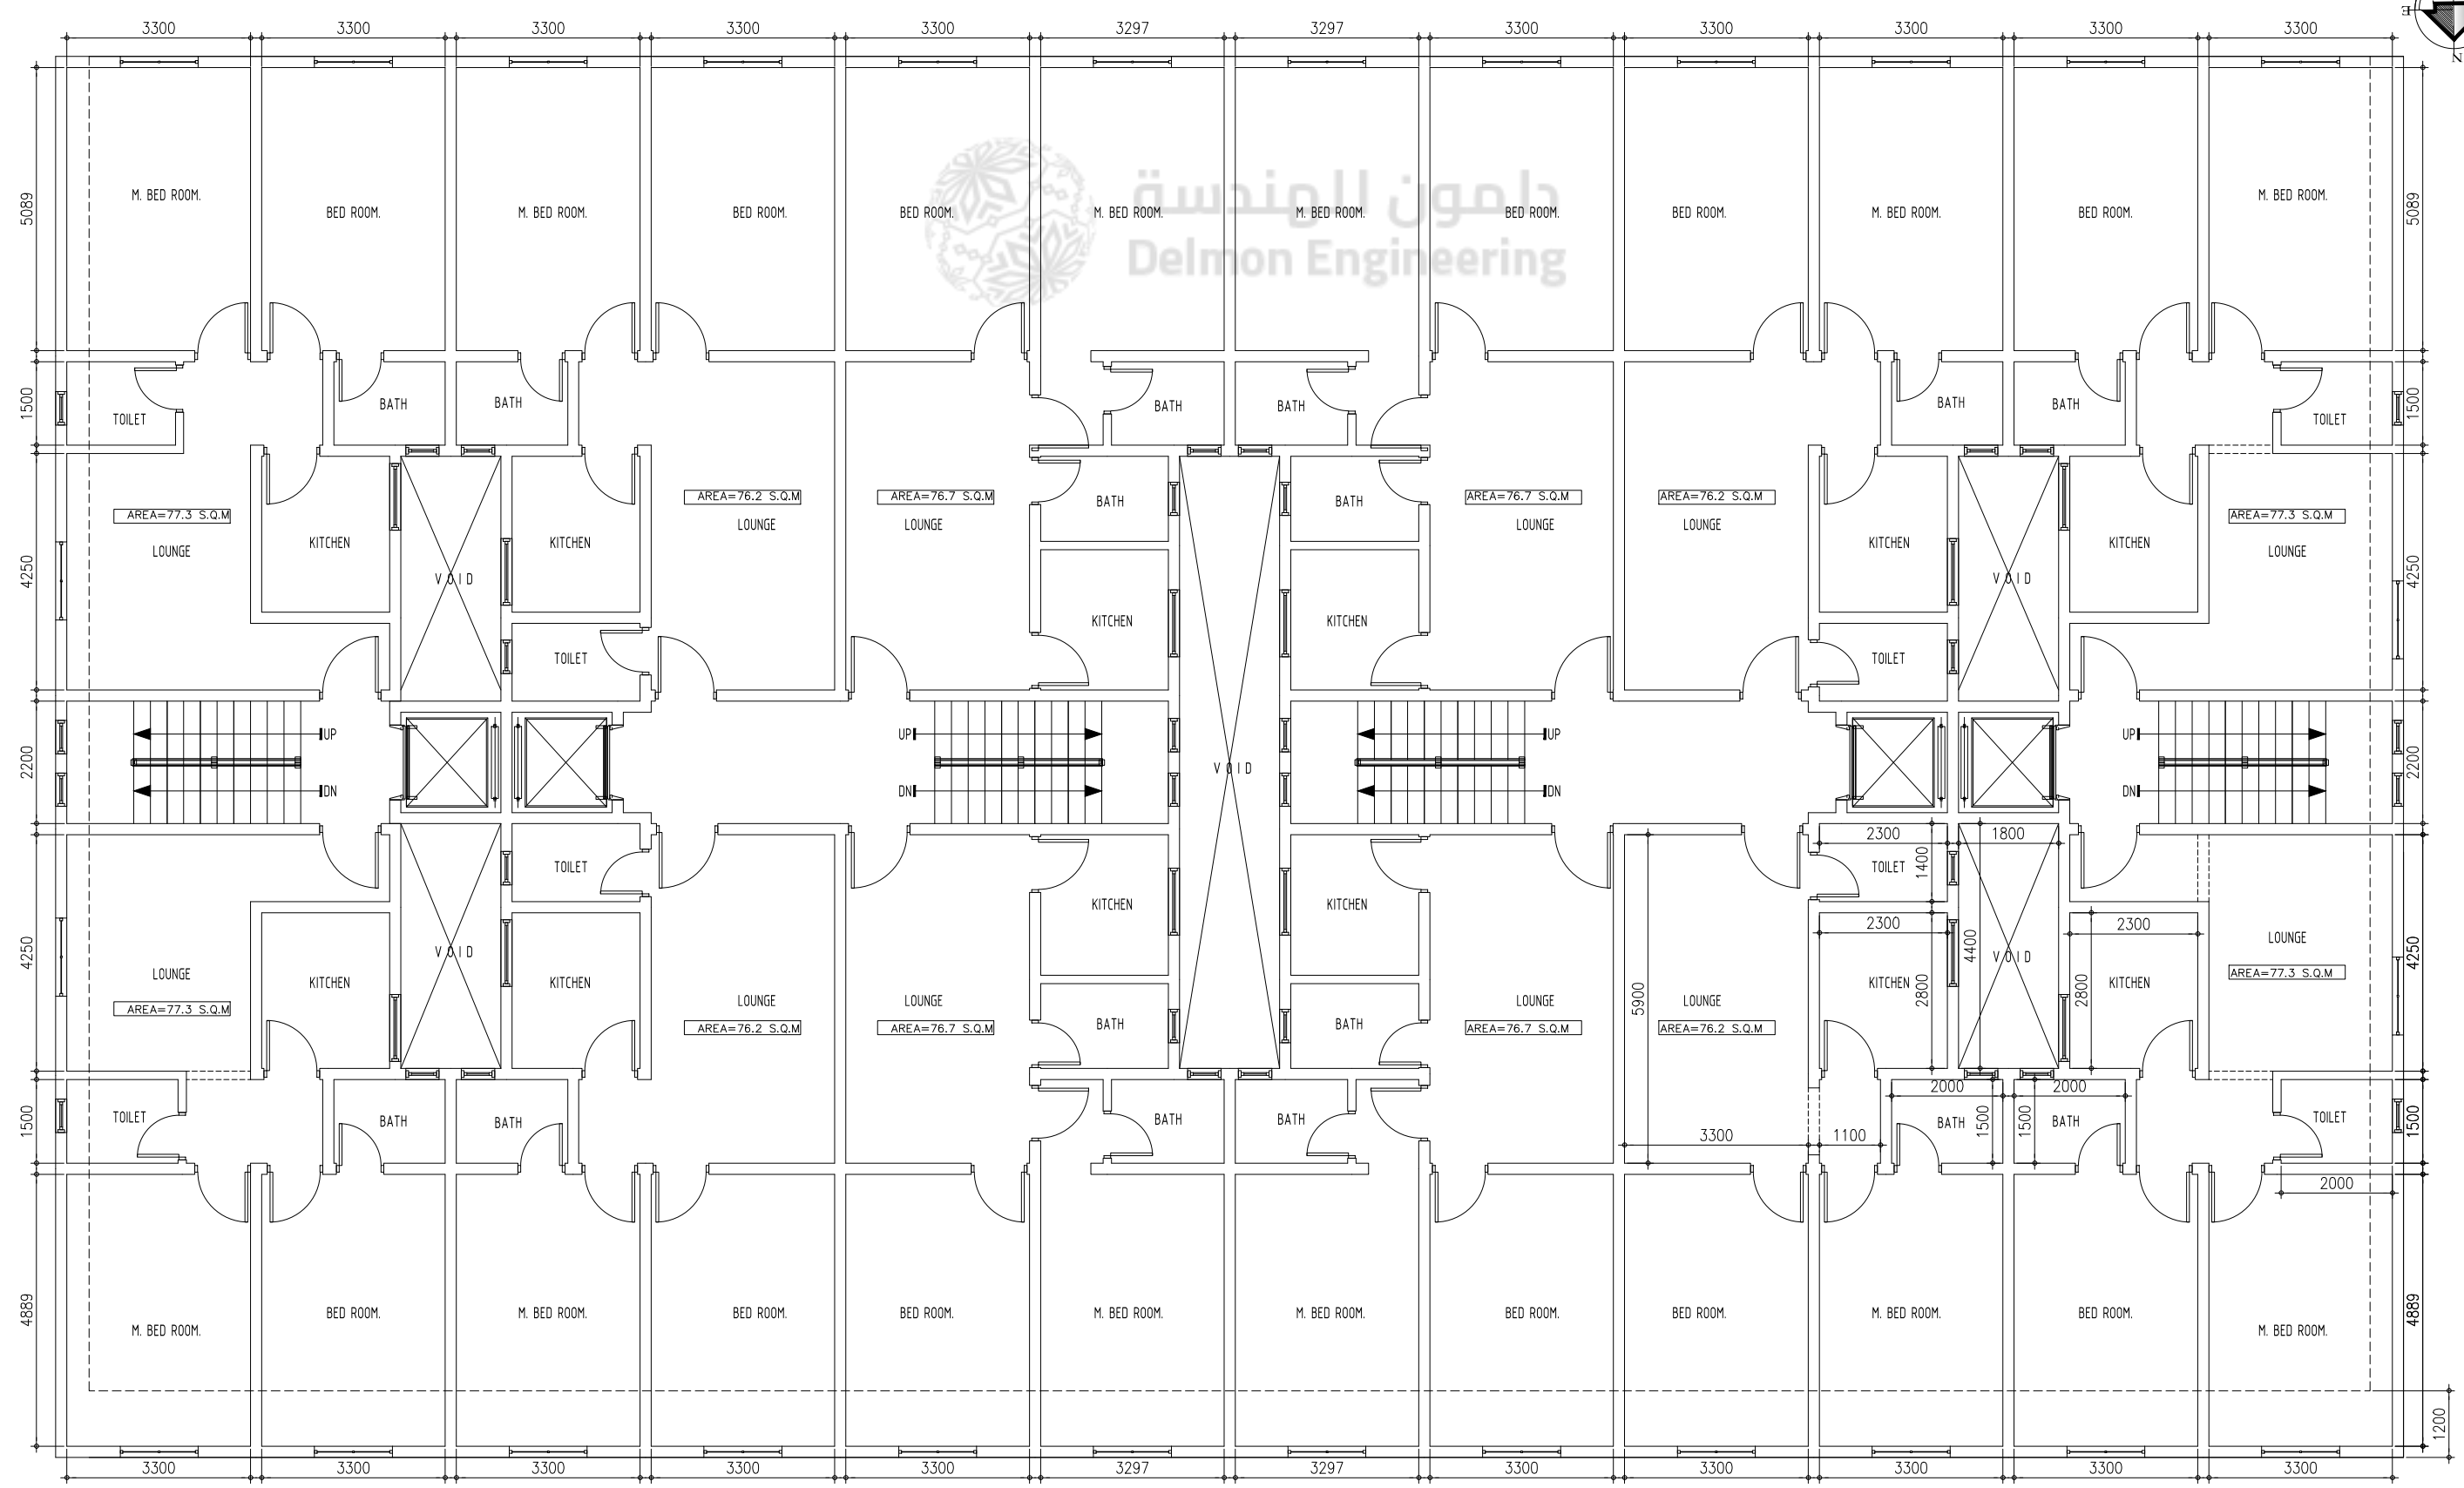 3300 3300 3300 3300 3300 3297 3297 3300 3300 3300 3300 3300
E
N
دلمون للهندسة
Delmon Engineering
5089 M. BED ROOM. BED ROOM. M. BED ROOM. BED ROOM. BED ROOM. M. BED ROOM. M. BED ROOM. BED ROOM. BED ROOM. M. BED ROOM. BED ROOM. M. BED ROOM. 5089
1500 TOILET BATH BATH BATH BATH BATH BATH TOILET 1500
AREA=77.3 S.Q.M AREA=76.2 S.Q.M AREA=76.7 S.Q.M BATH BATH AREA=76.7 S.Q.M AREA=76.2 S.Q.M AREA=77.3 S.Q.M
LOUNGE KITCHEN KITCHEN LOUNGE LOUNGE LOUNGE LOUNGE KITCHEN KITCHEN LOUNGE
4250 VOID VOID 4250
KITCHEN KITCHEN
TOILET TOILET
UP UP UP UP
2200 VOID 2200
DN DN DN DN
2300 1800
TOILET TOILET 1400
KITCHEN KITCHEN
2300 2300
4250 LOUNGE VOID 4400 VOID LOUNGE 4250
AREA=77.3 S.Q.M AREA=77.3 S.Q.M
KITCHEN KITCHEN KITCHEN 2800 2800 KITCHEN
LOUNGE LOUNGE LOUNGE 5900 LOUNGE
AREA=76.2 S.Q.M AREA=76.7 S.Q.M BATH BATH AREA=76.7 S.Q.M AREA=76.2 S.Q.M
2000 2000
1500 TOILET BATH BATH BATH BATH BATH 1500 1500 BATH TOILET 1500
3300 1100
2000
4889 M. BED ROOM. BED ROOM. M. BED ROOM. BED ROOM. BED ROOM. M. BED ROOM. M. BED ROOM. BED ROOM. BED ROOM. M. BED ROOM. BED ROOM. M. BED ROOM. 4889
1200
3300 3300 3300 3300 3300 3297 3297 3300 3300 3300 3300 3300